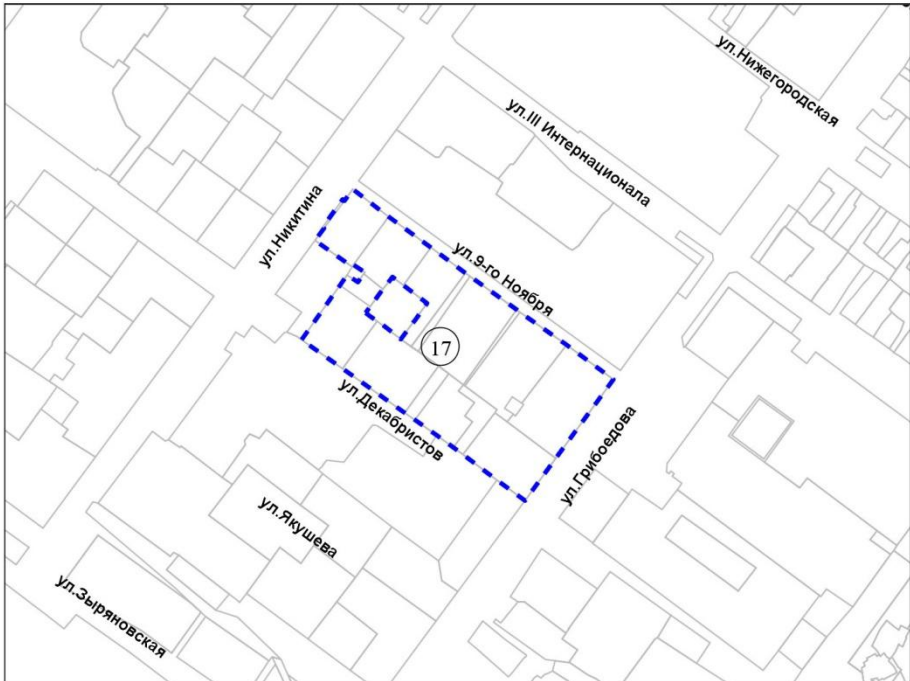 ул.Нижегородская
ул.III Интернационала
ул.Никитина
ул.9-го Ноября
17
ул.Декабристов
ул.Грибоедова
ул.Якушева
ул.Зыряновская